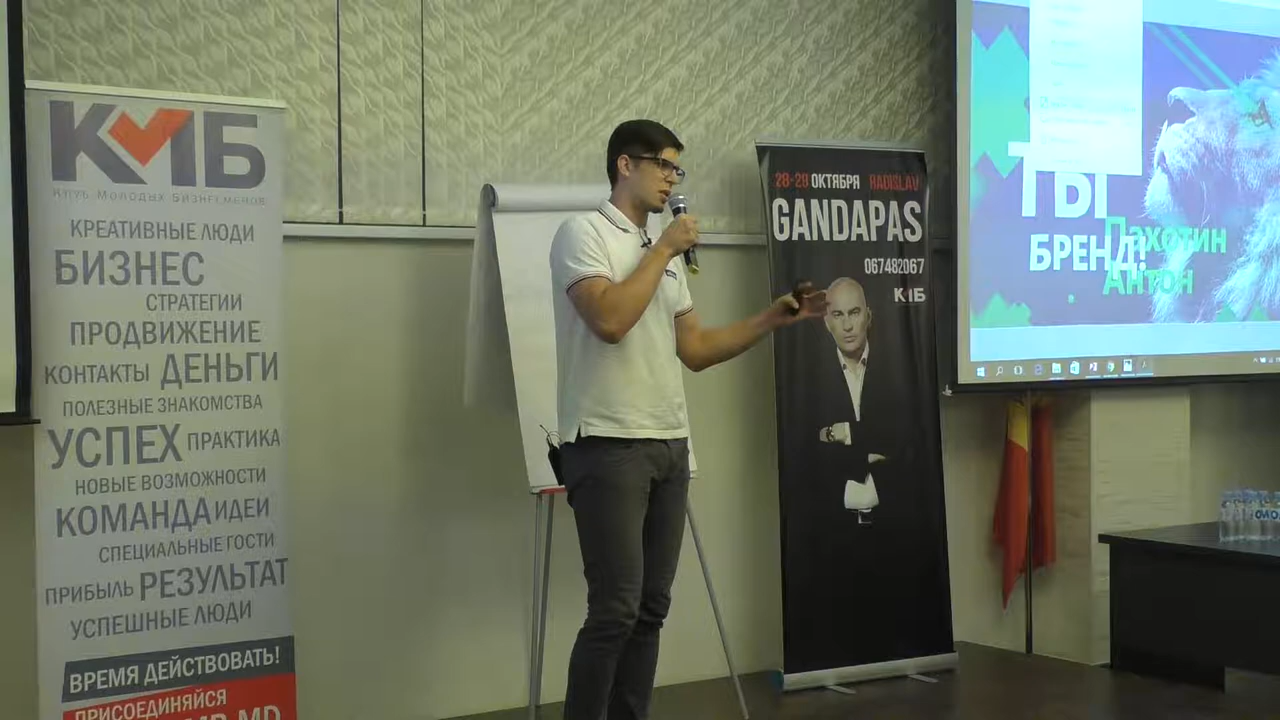 КМБ
Клуб Молодых Бизнесменов
КРЕАТИВНЫЕ ЛЮДИ
БИЗНЕС
СТРАТЕГИИ
ПРОДВИЖЕНИЕ
КОНТАКТЫ ДЕНЬГИ
ПОЛЕЗНЫЕ ЗНАКОМСТВА
УСПЕХ ПРАКТИКА
НОВЫЕ ВОЗМОЖНОСТИ
КОМАНДА ИДЕИ
СПЕЦИАЛЬНЫЕ ГОСТИ
ПРИБЫЛЬ РЕЗУЛЬТАТ
УСПЕШНЫЕ ЛЮДИ
ВРЕМЯ ДЕЙСТВОВАТЬ!
ПРИСОЕДИНЯЙСЯ
28-29 ОКТЯБРЯ RADISLAV
GANDAPAS
067482067
КМБ
ТЫ
БРЕНД!
Пахотин
Антон